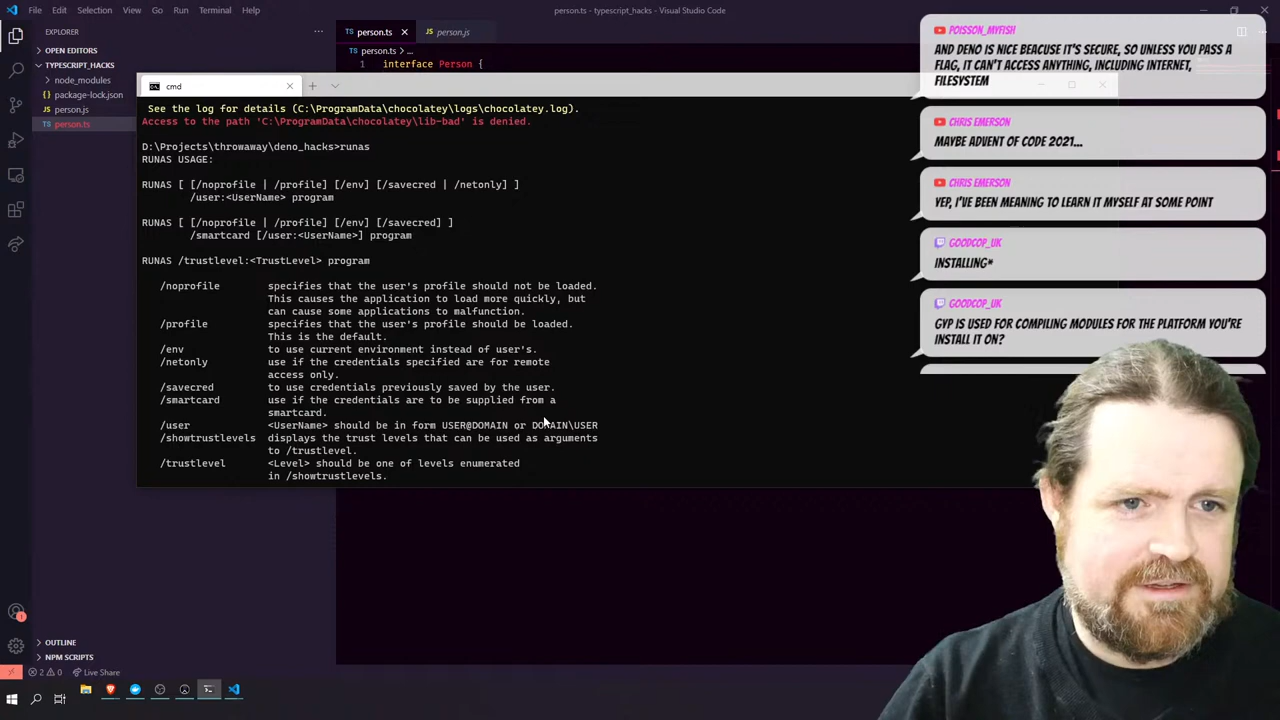 File Edit Selection View Go Run Terminal Help
person.ts - typescript_hacks - Visual Studio Code
EXPLORER
OPEN EDITORS
TYPESCRIPT_HACKS
node_modules
package-lock.json
person.js
person.ts
OUTLINE
NPM SCRIPTS
person.ts
person.js
person.ts > ...
1 interface Person {
cmd
See the log for details (C:\ProgramData\chocolatey\logs\chocolatey.log).
Access to the path 'C:\ProgramData\chocolatey\lib-bad' is denied.
D:\Projects\throwaway\deno_hacks>runas
RUNAS USAGE:
RUNAS [ [/noprofile | /profile] [/env] [/savecred | /netonly] ]
/user:<UserName> program
RUNAS [ [/noprofile | /profile] [/env] [/savecred] ]
/smartcard [/user:<UserName>] program
RUNAS /trustlevel:<TrustLevel> program
/noprofile specifies that the user's profile should not be loaded.
This causes the application to load more quickly, but
can cause some applications to malfunction.
/profile specifies that the user's profile should be loaded.
This is the default.
/env to use current environment instead of user's.
/netonly use if the credentials specified are for remote
access only.
/savecred to use credentials previously saved by the user.
/smartcard use if the credentials are to be supplied from a
smartcard.
/user <UserName> should be in form USER@DOMAIN or DOMAIN\USER
/showtrustlevels displays the trust levels that can be used as arguments
to /trustlevel.
/trustlevel <Level> should be one of levels enumerated
in /showtrustlevels.
POISSON_MYFISH
AND DENO IS NICE BEACUSE IT'S SECURE, SO UNLESS YOU PASS A
FLAG, IT CAN'T ACCESS ANYTHING, INCLUDING INTERNET,
FILESYSTEM
CHRIS EMERSON
MAYBE ADVENT OF CODE 2021...
CHRIS EMERSON
YEP, I'VE BEEN MEANING TO LEARN IT MYSELF AT SOME POINT
GOODCOP_UK
INSTALLING*
GOODCOP_UK
GYP IS USED FOR COMPILING MODULES FOR THE PLATFORM YOU'RE
INSTALL IT ON?
1
2 0 Live Share